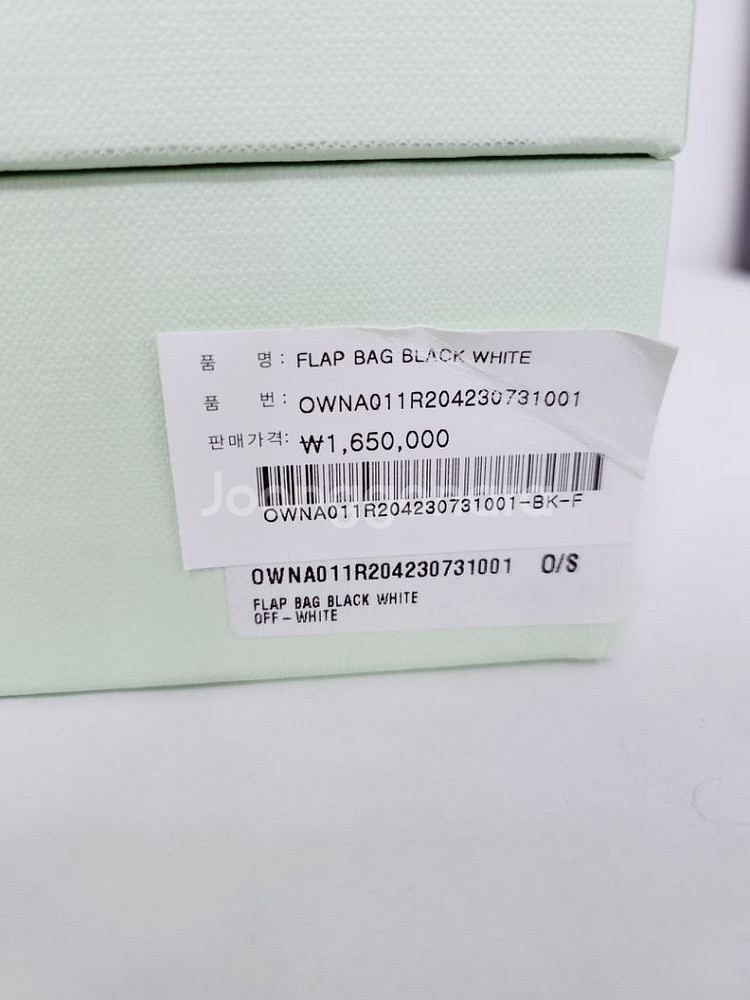 품 명: FLAP BAG BLACK WHITE
품 번: OWNA011R204230731001
판매가격: ₩1,650,000
Joonggonara
OWNA011R204230731001-BK-F
OWNA011R204230731001 O/S
FLAP BAG BLACK WHITE
OFF-WHITE